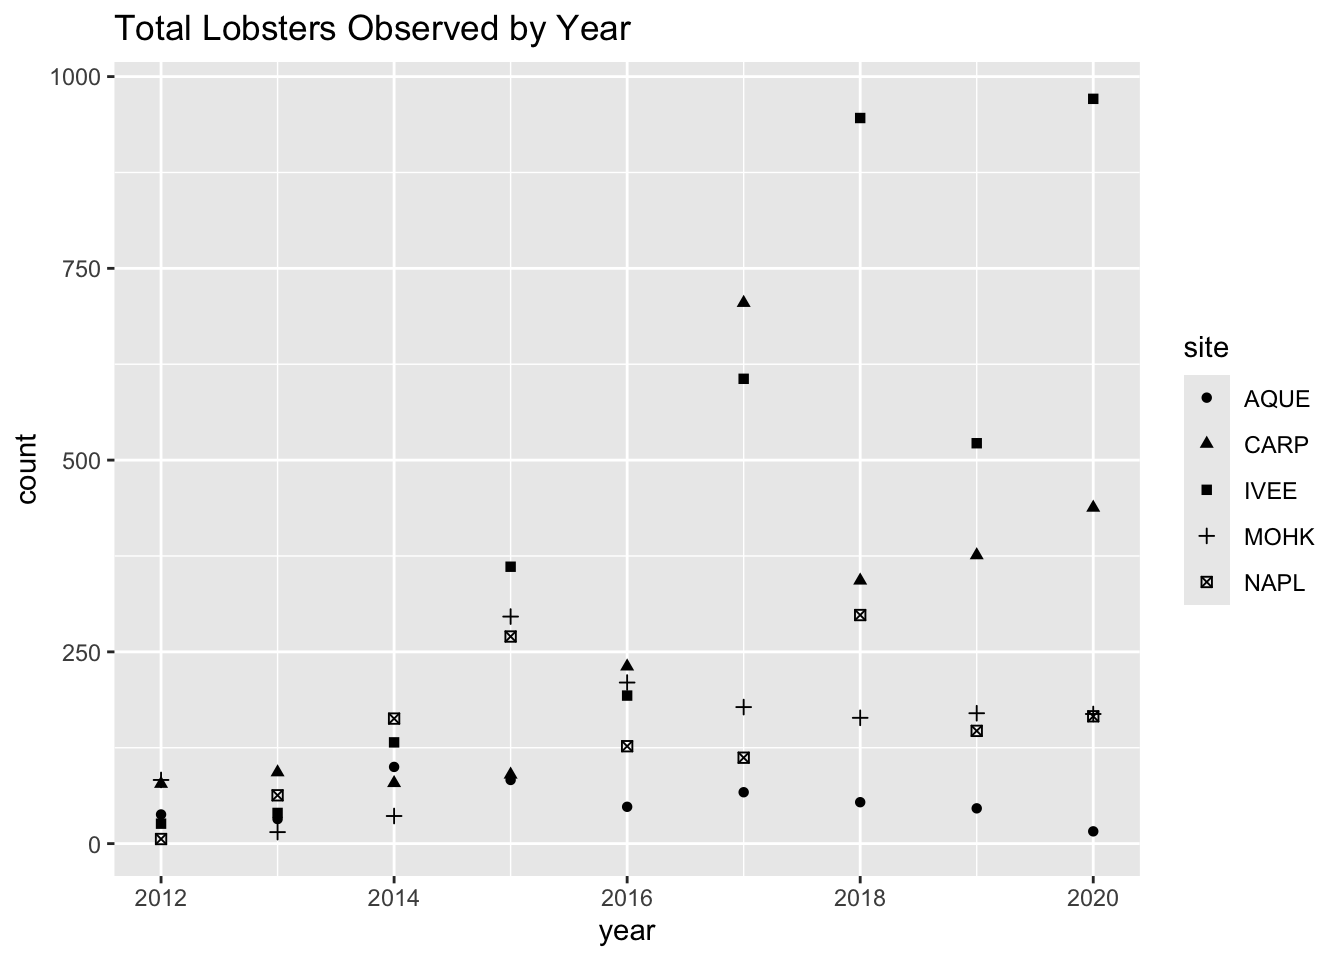 Total Lobsters Observed by Year
1000
750
500
250
0
count
2012 2014 2016 2018 2020
year
site
AQUE
CARP
IVEE
MOHK
NAPL